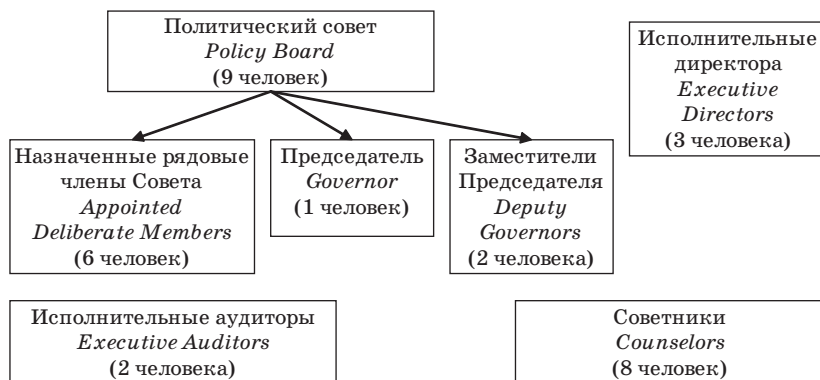 Политический совет
Policy Board
(9 человек)
Исполнительные
директора
Executive
Directors
(3 человека)
Назначенные рядовые
члены Совета
Appointed
Deliberate Members
(6 человек)
Председатель
Governor
(1 человек)
Заместители
Председателя
Deputy
Governors
(2 человека)
Исполнительные аудиторы
Executive Auditors
(2 человека)
Советники
Counselors
(8 человек)